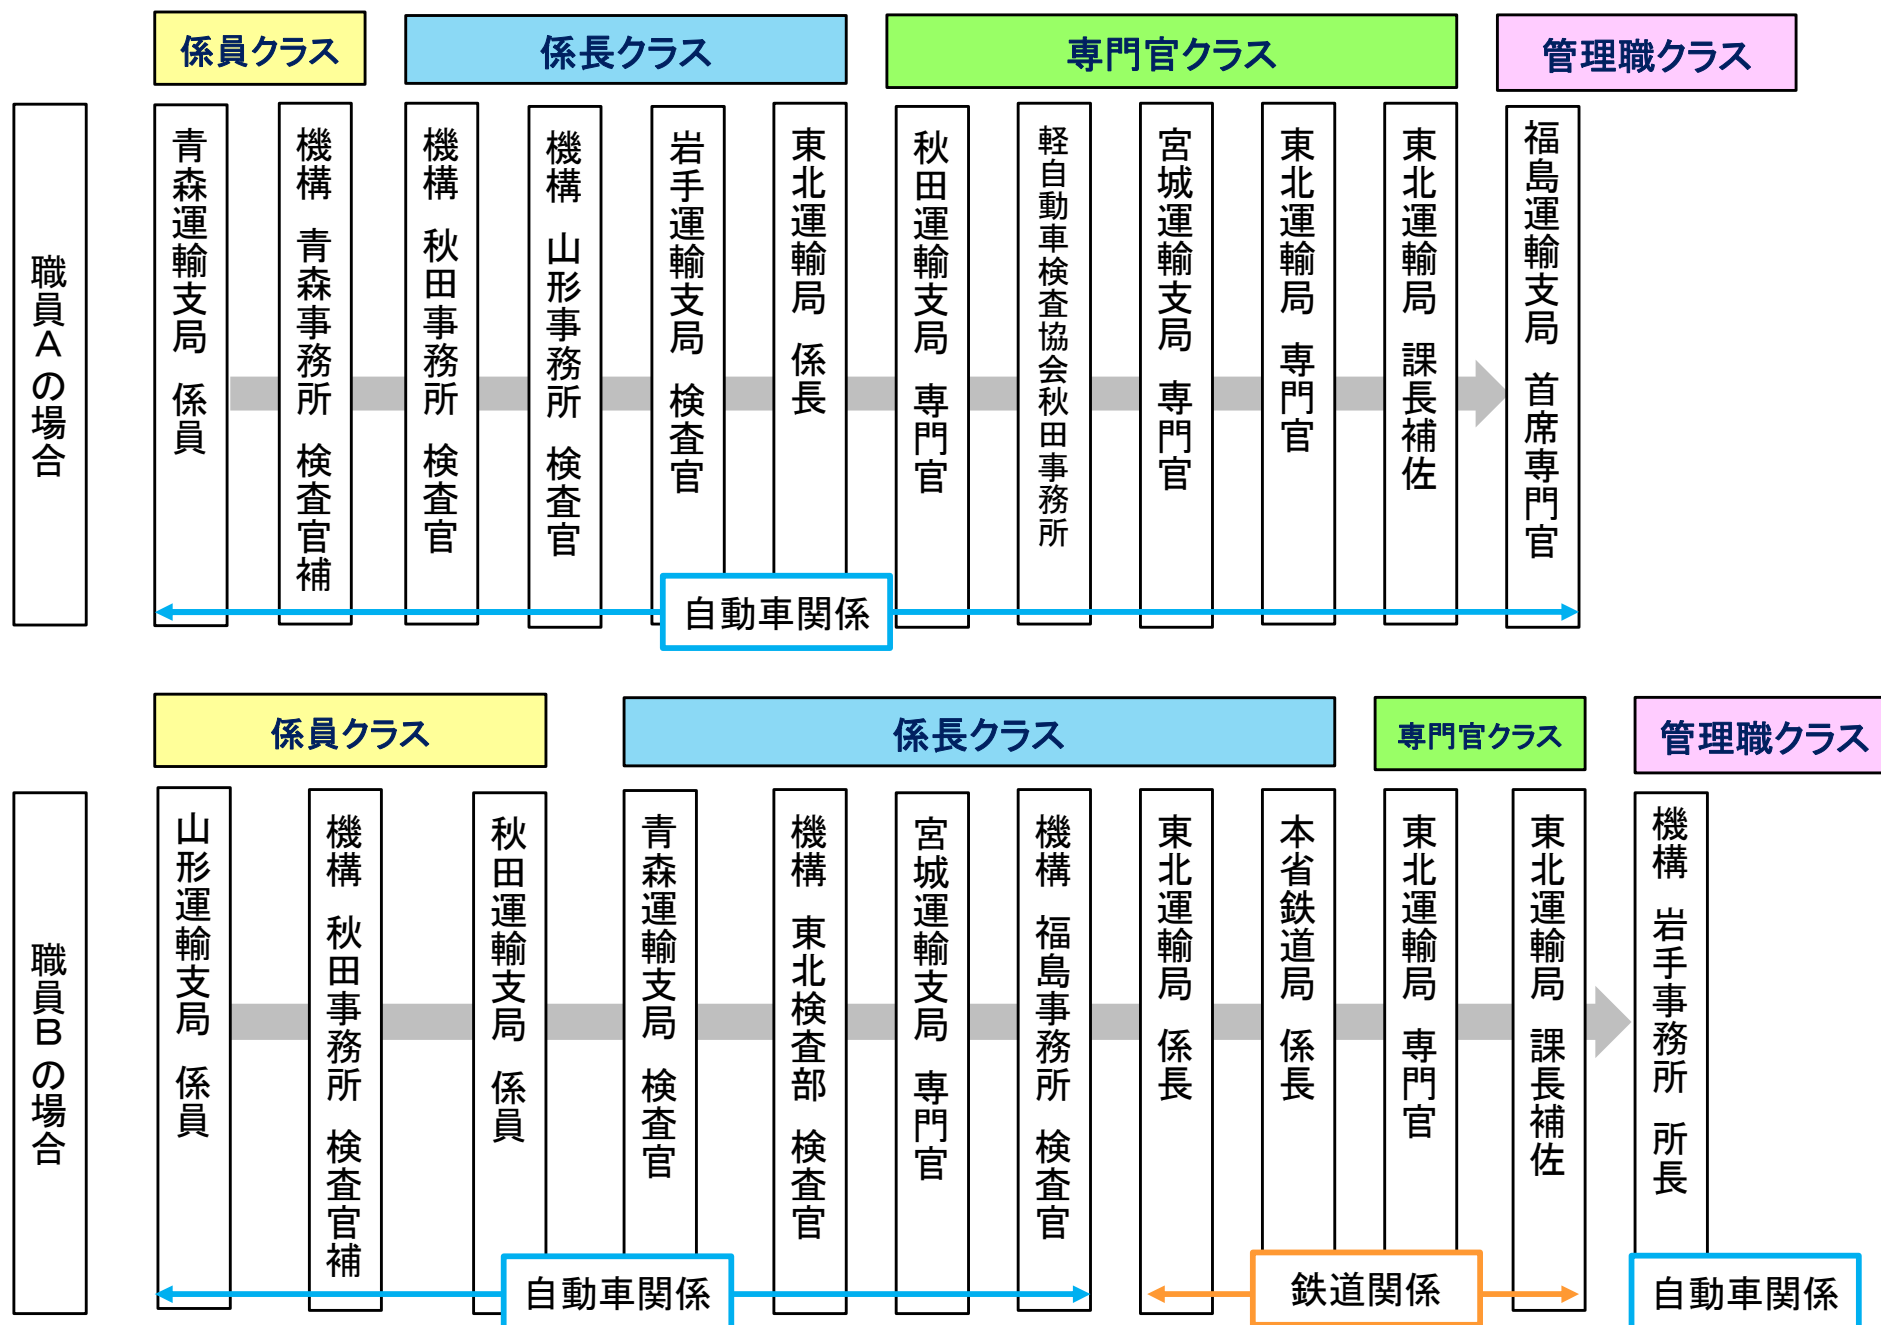 係員クラス
係長クラス
専門官クラス
管理職クラス
職員Aの場合
青森運輸支局 係員
機構 青森事務所 検査官補
機構 秋田事務所 検査官
機構 山形事務所 検査官
岩手運輸支局 検査官
東北運輸局 係長
秋田運輸支局 専門官
軽自動車検査協会秋田事務所
宮城運輸支局 専門官
東北運輸局 専門官
東北運輸局 課長補佐
福島運輸支局 首席専門官
自動車関係
係員クラス
係長クラス
専門官クラス
管理職クラス
職員Bの場合
山形運輸支局 係員
機構 秋田事務所 検査官補
秋田運輸支局 係員
青森運輸支局 検査官
機構 東北検査部 検査官
宮城運輸支局 専門官
機構 福島事務所 検査官
東北運輸局 係長
本省鉄道局 係長
東北運輸局 専門官
東北運輸局 課長補佐
機構 岩手事務所 所長
自動車関係
鉄道関係
自動車関係